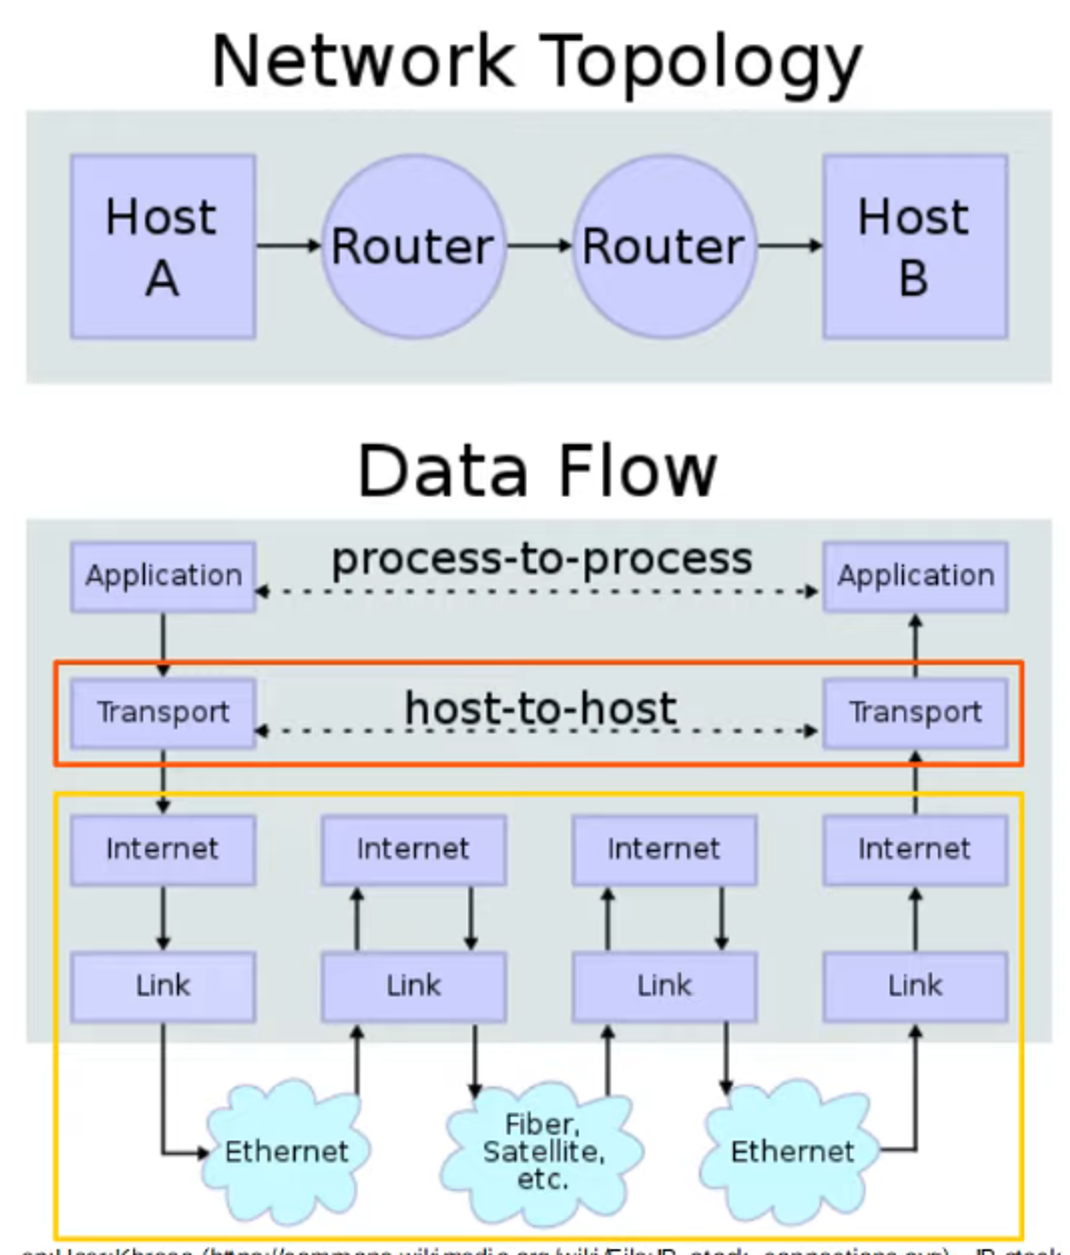 Network Topology
Host
A
Router
Router
Host
B
Data Flow
Application
process-to-process
Application
Transport
host-to-host
Transport
Internet
Internet
Internet
Internet
Link
Link
Link
Link
Ethernet
Fiber,
Satellite,
etc.
Ethernet